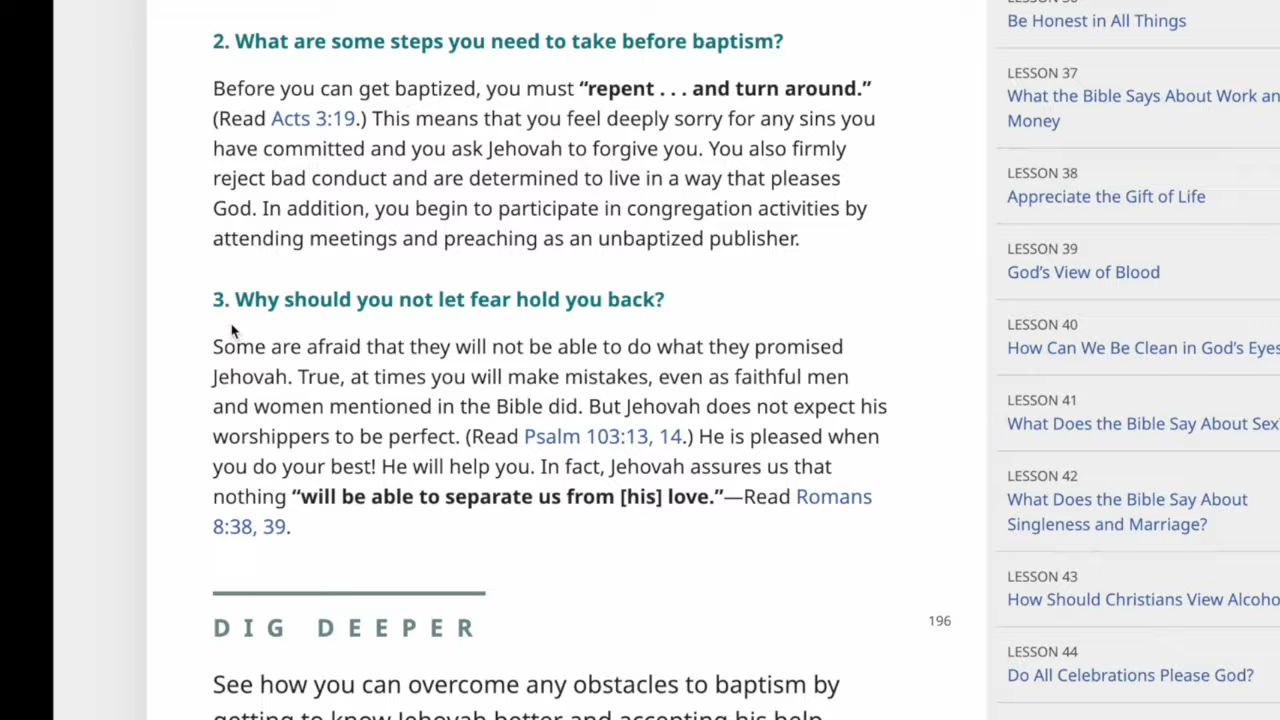 2. What are some steps you need to take before baptism?
Before you can get baptized, you must “repent . . . and turn around.”
(Read Acts 3:19.) This means that you feel deeply sorry for any sins you
have committed and you ask Jehovah to forgive you. You also firmly
reject bad conduct and are determined to live in a way that pleases
God. In addition, you begin to participate in congregation activities by
attending meetings and preaching as an unbaptized publisher.
3. Why should you not let fear hold you back?
Some are afraid that they will not be able to do what they promised
Jehovah. True, at times you will make mistakes, even as faithful men
and women mentioned in the Bible did. But Jehovah does not expect his
worshippers to be perfect. (Read Psalm 103:13, 14.) He is pleased when
you do your best! He will help you. In fact, Jehovah assures us that
nothing “will be able to separate us from [his] love.”—Read Romans
8:38, 39.
DIG DEEPER
196
See how you can overcome any obstacles to baptism by
getting to know Jehovah better and accepting his help
Be Honest in All Things
LESSON 37
What the Bible Says About Work an
Money
LESSON 38
Appreciate the Gift of Life
LESSON 39
God’s View of Blood
LESSON 40
How Can We Be Clean in God’s Eyes
LESSON 41
What Does the Bible Say About Sex
LESSON 42
What Does the Bible Say About
Singleness and Marriage?
LESSON 43
How Should Christians View Alcoho
LESSON 44
Do All Celebrations Please God?